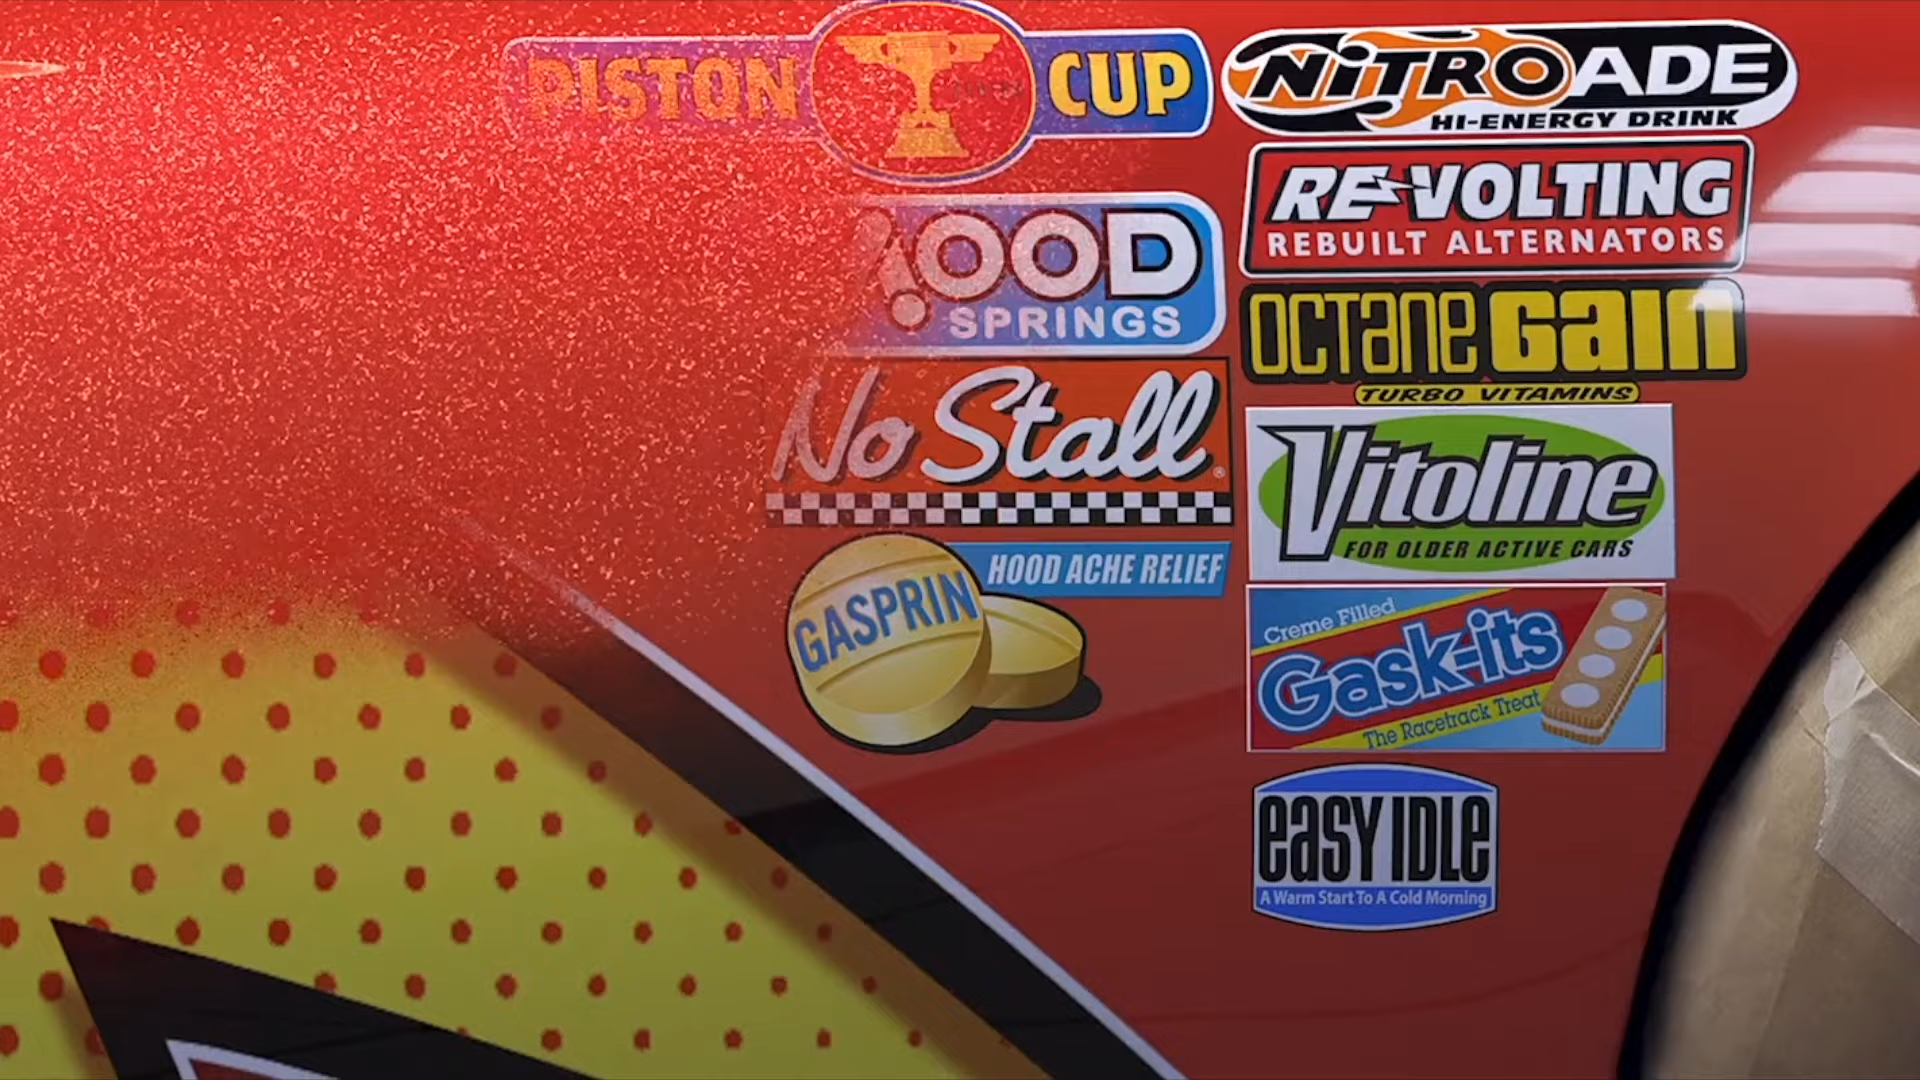 PISTON CUP
OOD
SPRINGS
No Stall
HOOD ACHE RELIEF
GASPRIN
NiTROADE
HI-ENERGY DRINK
RE-VOLTING
REBUILT ALTERNATORS
OCTANE GAIN
TURBO VITAMINS
Vitoline
FOR OLDER ACTIVE CARS
Creme Filled
Gask-its
The Racetrack Treat
easy IDLe
A Warm Start To A Cold Morning